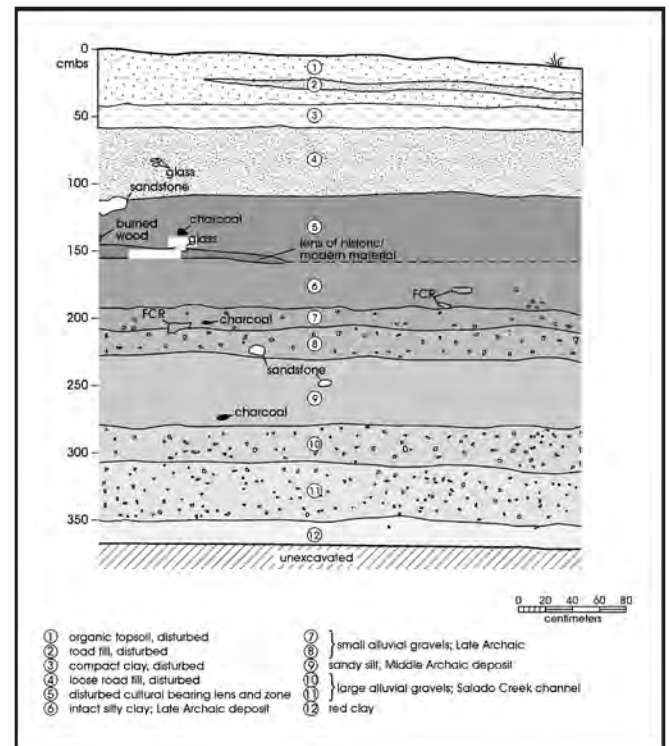 0
cmbs
1
2
50
3
4
glass
100
sandstone
burned
wood
charcoal
5
glass
lens of historic/
modern material
150
6
FCR
FCR
charcoal
7
200
8
sandstone
250
9
charcoal
300
10
11
350
12
unexcavated
0 20 40 60 80
centimeters
1 organic topsoil, disturbed
2 road fill, disturbed
3 compact clay, disturbed
4 loose road fill, disturbed
5 disturbed cultural bearing lens and zone
6 intact silty clay; Late Archaic deposit
7
8 } small alluvial gravels; Late Archaic
9 sandy silt, Middle Archaic deposit
10
11 } large alluvial gravels; Salado Creek channel
12 red clay